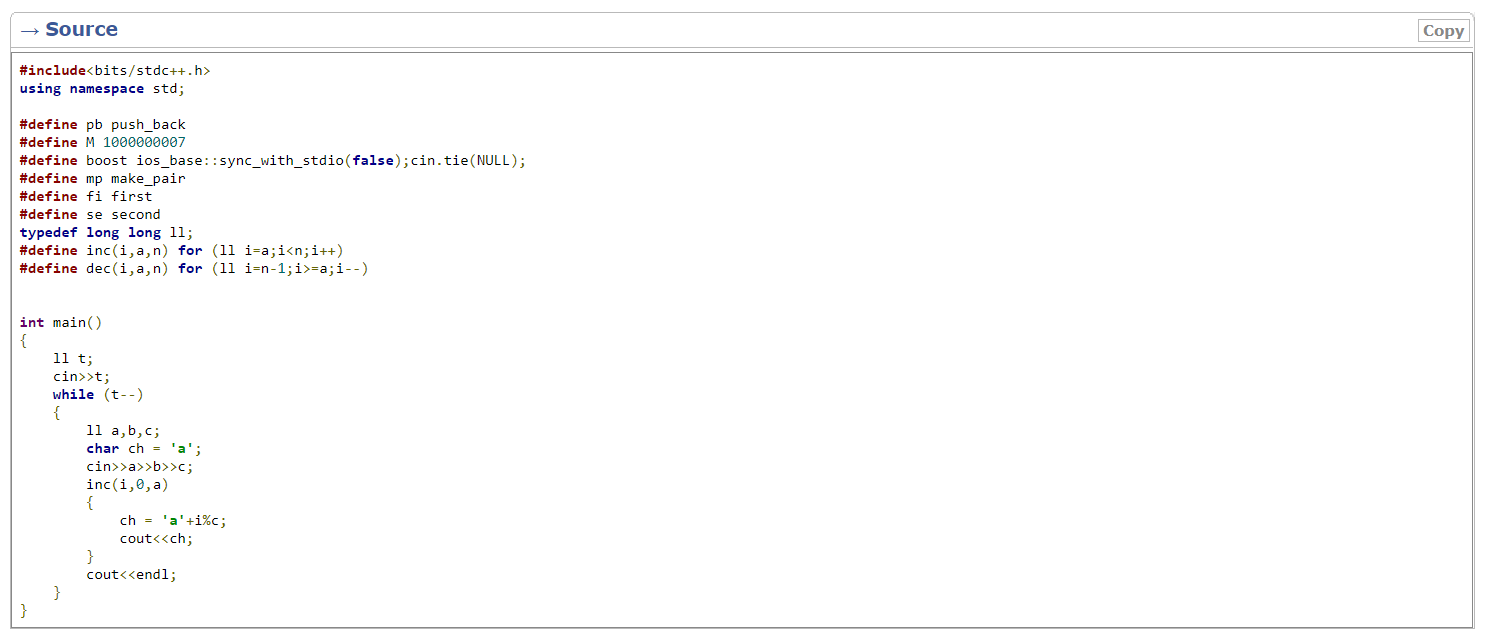 → Source
Copy
#include<bits/stdc++.h>
using namespace std;
#define pb push_back
#define M 1000000007
#define boost ios_base::sync_with_stdio(false);cin.tie(NULL);
#define mp make_pair
#define fi first
#define se second
typedef long long ll;
#define inc(i,a,n) for (ll i=a;i<n;i++)
#define dec(i,a,n) for (ll i=n-1;i>=a;i--)
int main()
{
    ll t;
    cin>>t;
    while (t--)
    {
        ll a,b,c;
        char ch = 'a';
        cin>>a>>b>>c;
        inc(i,0,a)
        {
            ch = 'a'+i%c;
            cout<<ch;
        }
        cout<<endl;
    }
}